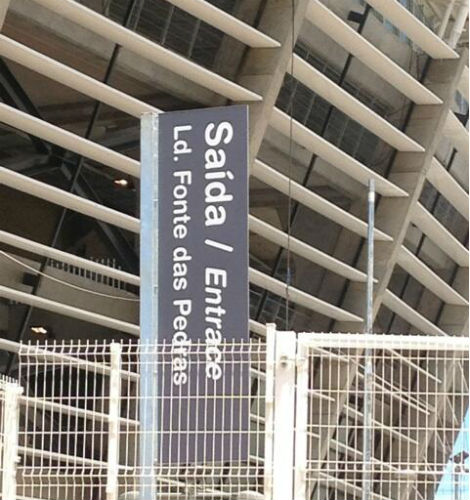 Saída / Entrace
Ld. Fonte das Pedras